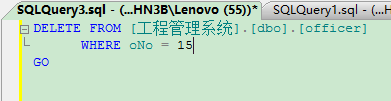 SQLQuery3.sql - (...HN3B\Lenovo (55))* SQLQuery1.sql - (...HN
DELETE FROM [工程管理系统].[dbo].[officer]
WHERE oNo = 15
GO